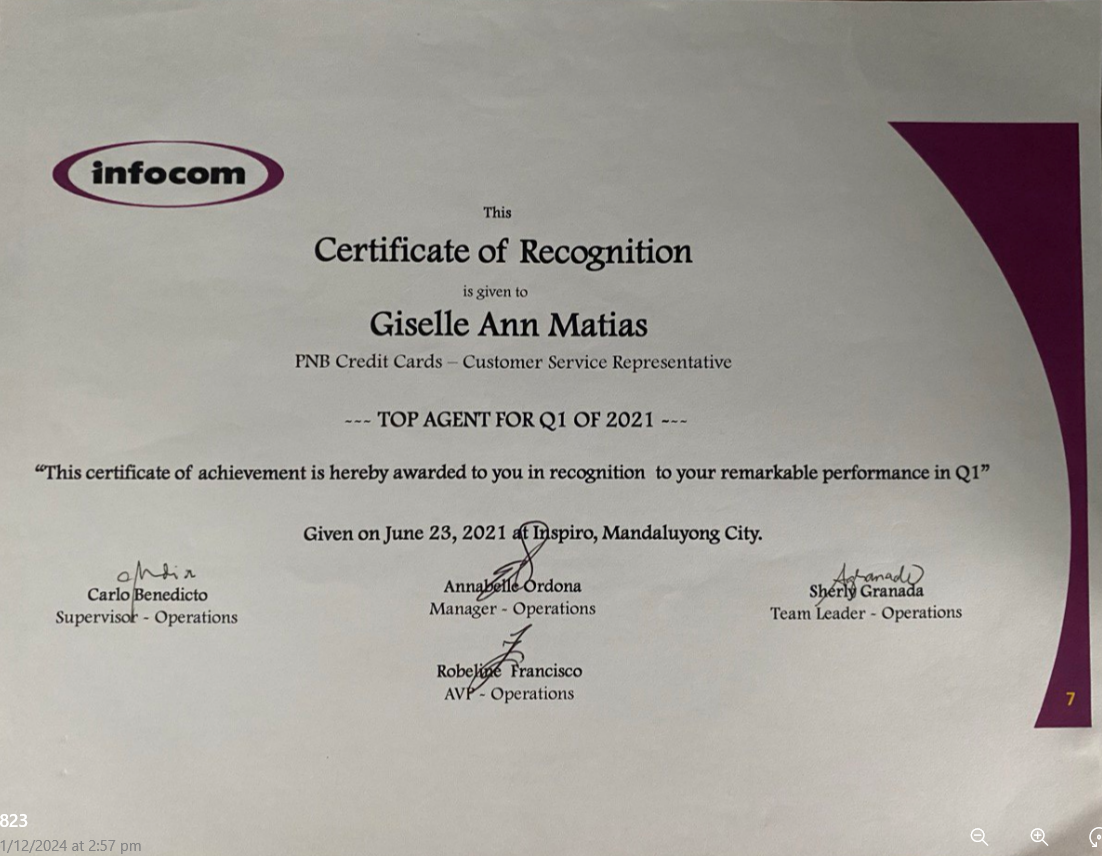 infocom
This
Certificate of Recognition
is given to
Giselle Ann Matias
PNB Credit Cards – Customer Service Representative
--- TOP AGENT FOR Q1 OF 2021 ---
“This certificate of achievement is hereby awarded to you in recognition  to your remarkable performance in Q1”
Given on June 23, 2021 at Inspiro, Mandaluyong City.
Carlo Benedicto
Supervisor - Operations
Annabelle Ordona
Manager - Operations
Sherly Granada
Team Leader - Operations
Robeline Francisco
AVP - Operations
7
823
1/12/2024 at 2:57 pm